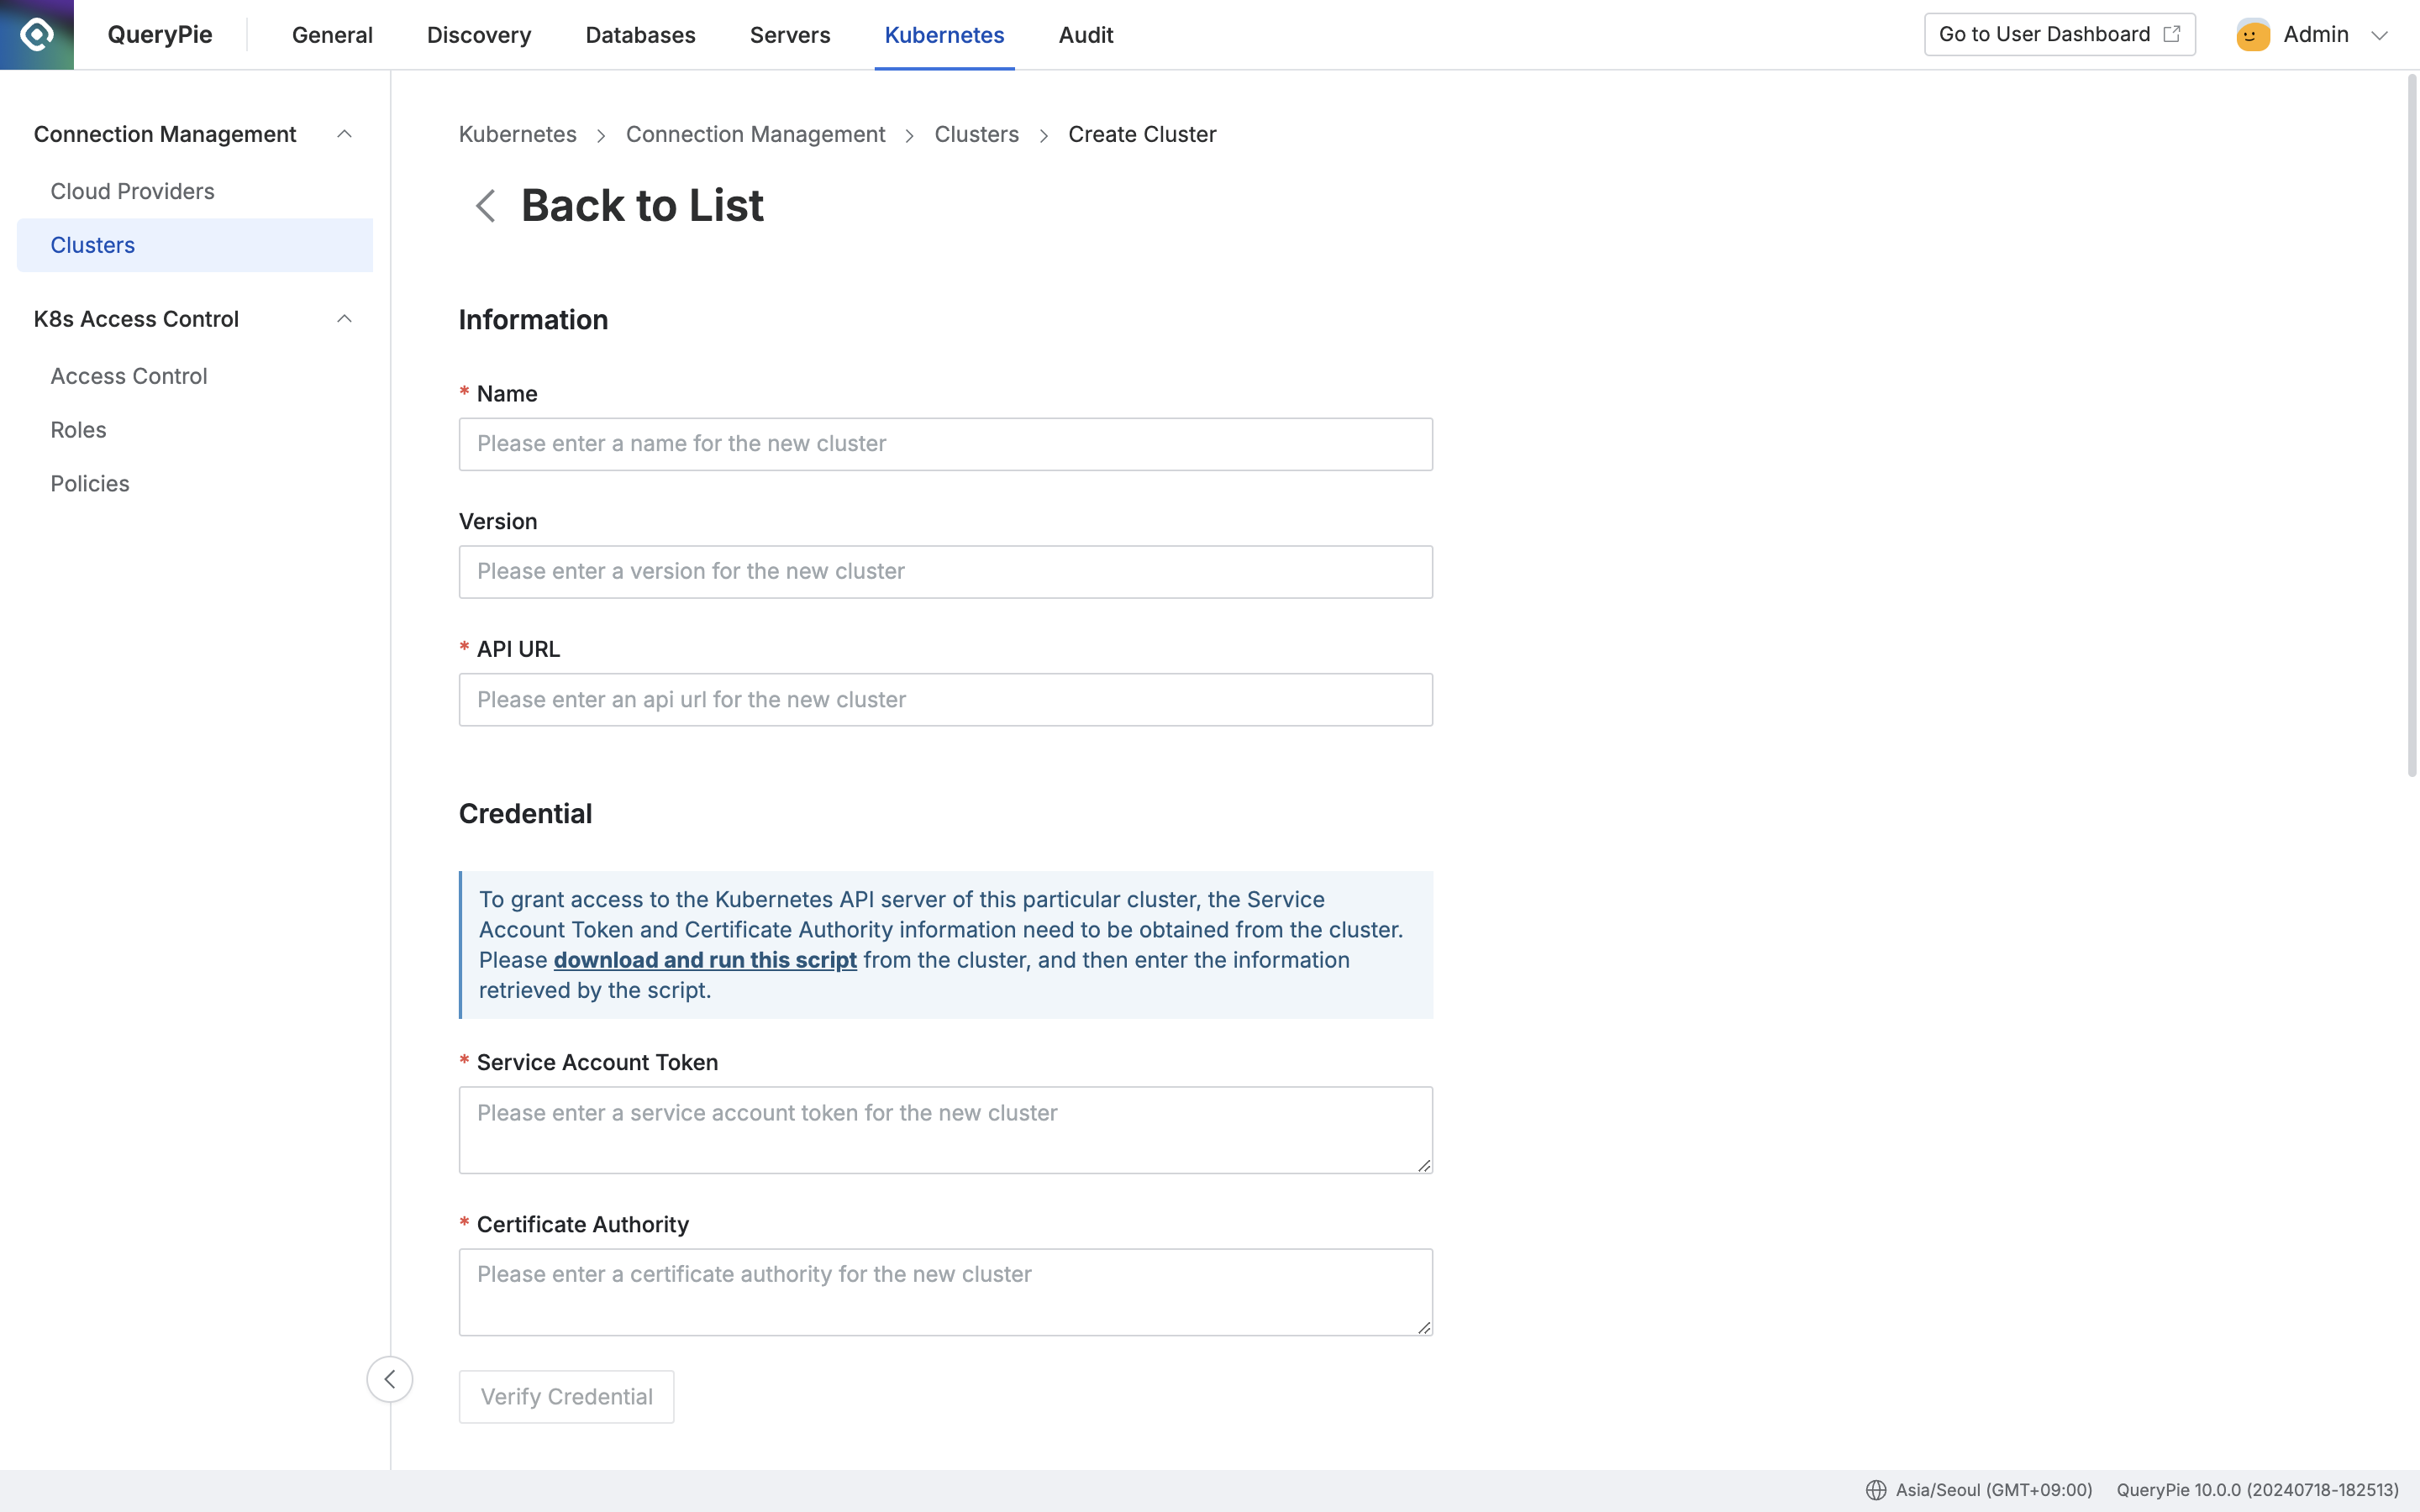 QueryPie
General
Discovery
Databases
Servers
Kubernetes
Audit
Go to User Dashboard
Admin
Connection Management
Cloud Providers
Clusters
K8s Access Control
Access Control
Roles
Policies
Kubernetes > Connection Management > Clusters > Create Cluster
Back to List
Information
* Name
Please enter a name for the new cluster
Version
Please enter a version for the new cluster
* API URL
Please enter an api url for the new cluster
Credential
To grant access to the Kubernetes API server of this particular cluster, the Service
Account Token and Certificate Authority information need to be obtained from the cluster.
Please download and run this script from the cluster, and then enter the information
retrieved by the script.
* Service Account Token
Please enter a service account token for the new cluster
* Certificate Authority
Please enter a certificate authority for the new cluster
Verify Credential
Asia/Seoul (GMT+09:00)
QueryPie 10.0.0 (20240718-182513)